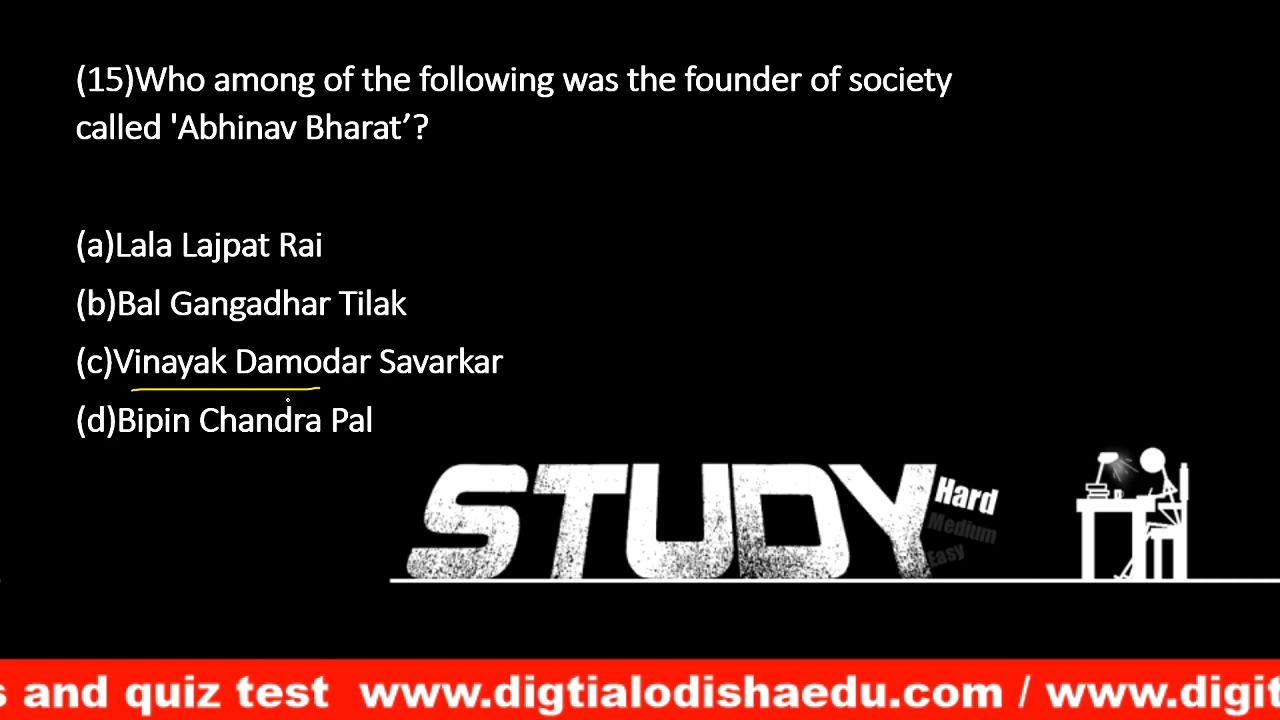 (15)Who among of the following was the founder of society
called 'Abhinav Bharat’?
(a)Lala Lajpat Rai
(b)Bal Gangadhar Tilak
(c)Vinayak Damodar Savarkar
(d)Bipin Chandra Pal
STUDY Hard
Medium
Easy
s and quiz test www.digtialodishaedu.com / www.digit